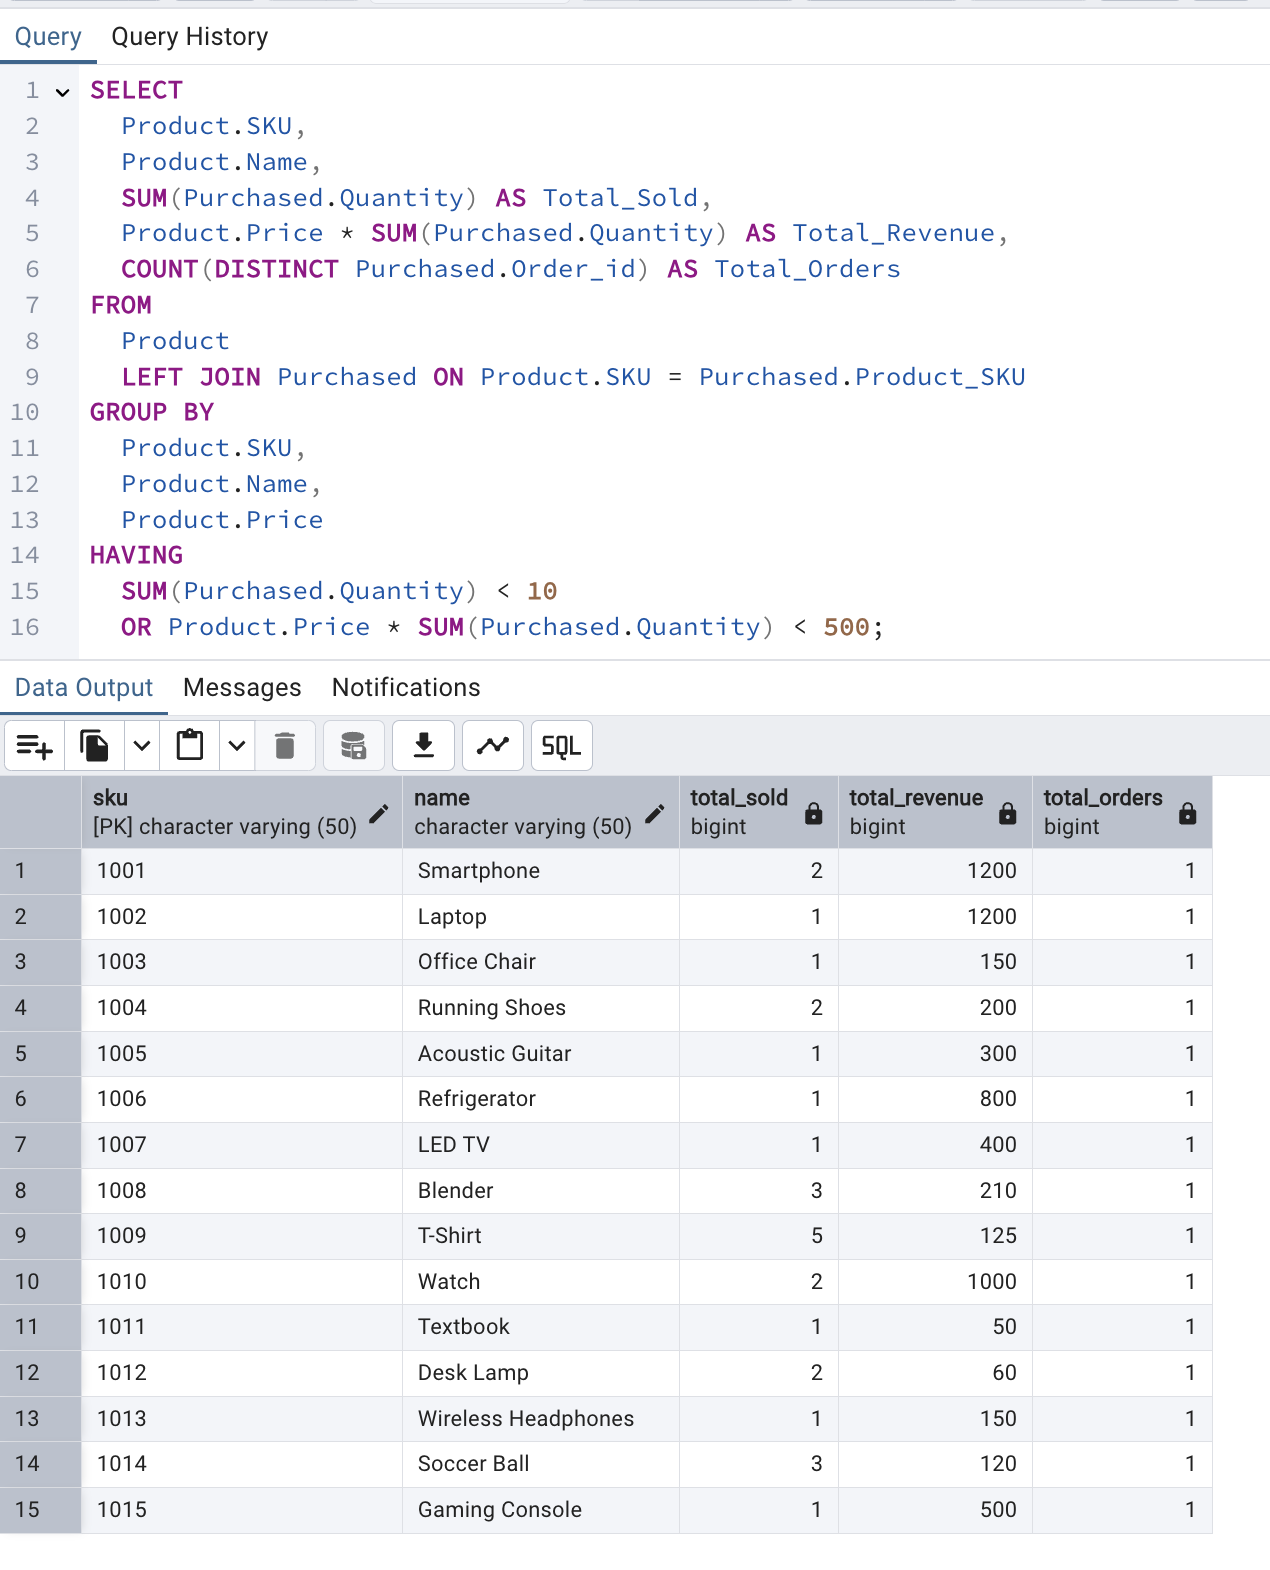 Query Query History
1 SELECT
2 Product.SKU,
3 Product.Name,
4 SUM(Purchased.Quantity) AS Total_Sold,
5 Product.Price * SUM(Purchased.Quantity) AS Total_Revenue,
6 COUNT(DISTINCT Purchased.Order_id) AS Total_Orders
7 FROM
8 Product
9 LEFT JOIN Purchased ON Product.SKU = Purchased.Product_SKU
10 GROUP BY
11 Product.SKU,
12 Product.Name,
13 Product.Price
14 HAVING
15 SUM(Purchased.Quantity) < 10
16 OR Product.Price * SUM(Purchased.Quantity) < 500;
Data Output Messages Notifications
SQL
sku name total_sold total_revenue total_orders
[PK] character varying (50) character varying (50) bigint bigint bigint
1 1001 Smartphone 2 1200 1
2 1002 Laptop 1 1200 1
3 1003 Office Chair 1 150 1
4 1004 Running Shoes 2 200 1
5 1005 Acoustic Guitar 1 300 1
6 1006 Refrigerator 1 800 1
7 1007 LED TV 1 400 1
8 1008 Blender 3 210 1
9 1009 T-Shirt 5 125 1
10 1010 Watch 2 1000 1
11 1011 Textbook 1 50 1
12 1012 Desk Lamp 2 60 1
13 1013 Wireless Headphones 1 150 1
14 1014 Soccer Ball 3 120 1
15 1015 Gaming Console 1 500 1